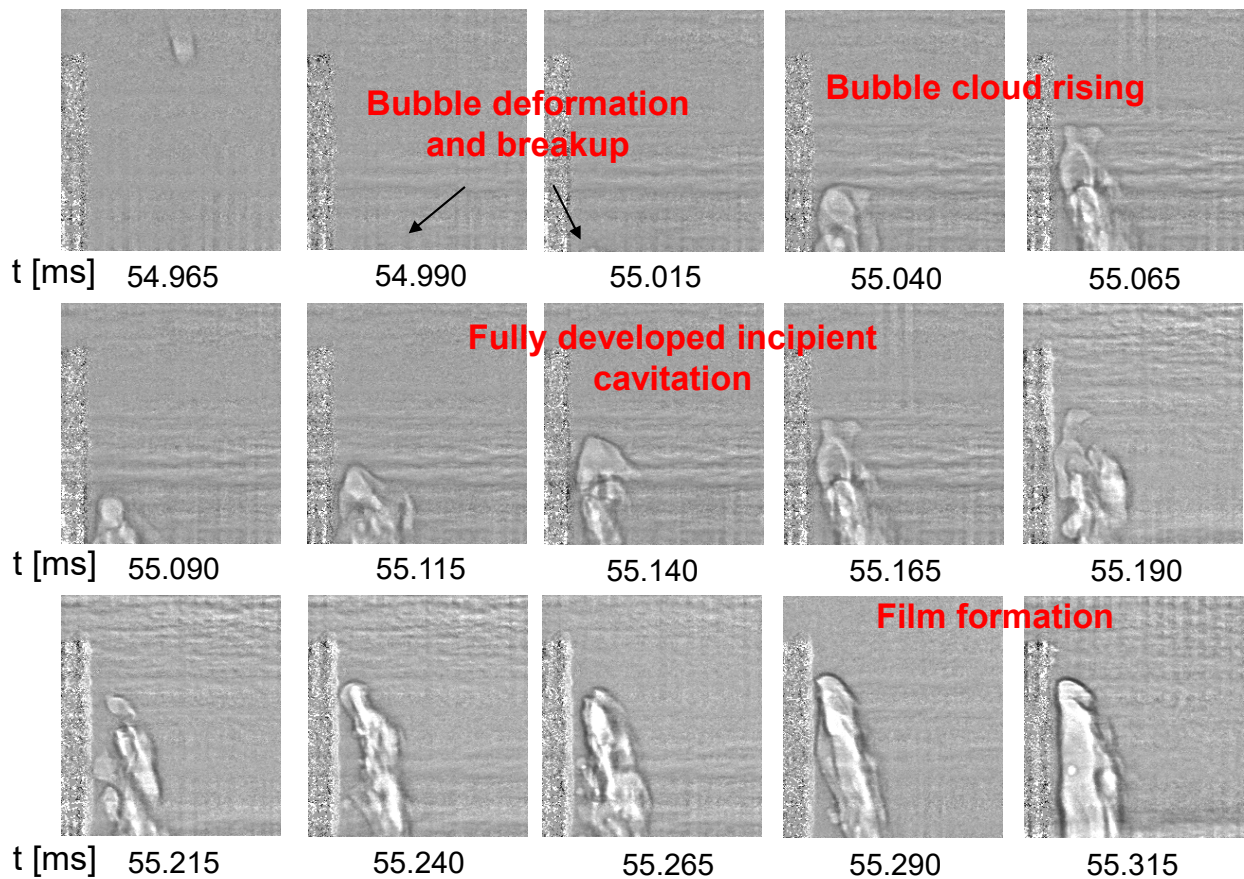 Bubble deformation
and breakup
Bubble cloud rising
t [ms] 54.965 54.990 55.015 55.040 55.065
Fully developed incipient
cavitation
t [ms] 55.090 55.115 55.140 55.165 55.190
Film formation
t [ms] 55.215 55.240 55.265 55.290 55.315